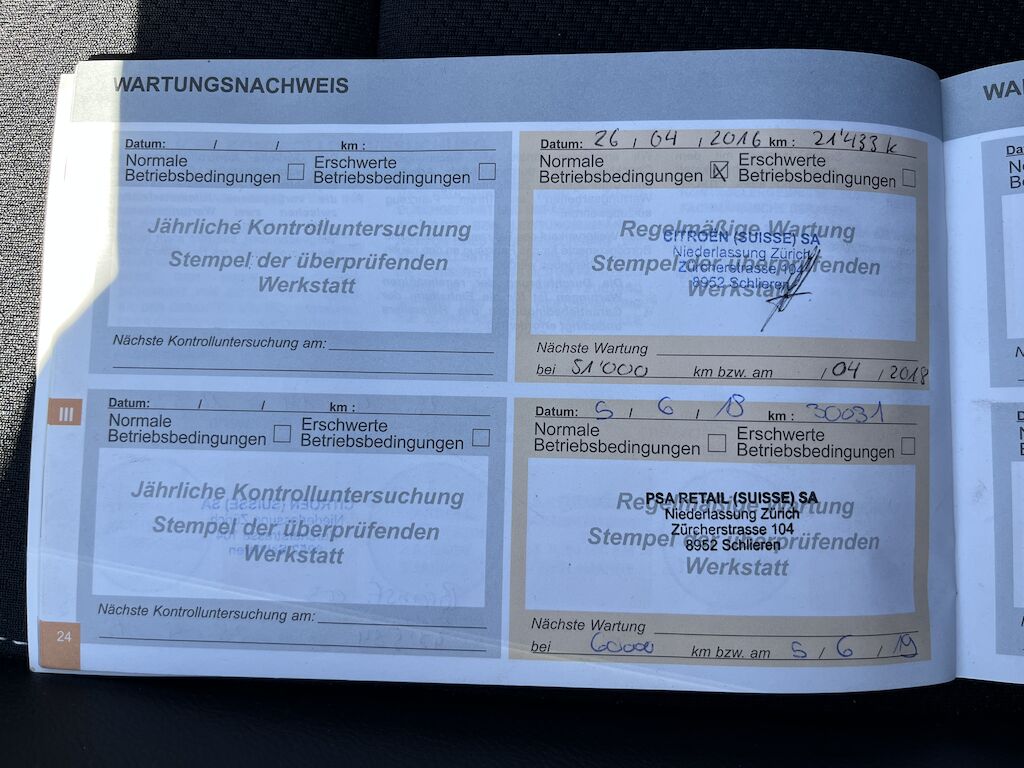 WARTUNGSNACHWEIS
Datum: / / km :
Normale Betriebsbedingungen
Erschwerte Betriebsbedingungen
Jährliche Kontrolluntersuchung
Stempel der überprüfenden
Werkstatt
Nächste Kontrolluntersuchung am:
Datum: 26 / 04 / 2016 km : 21'433 k
Normale Betriebsbedingungen
Erschwerte Betriebsbedingungen
Regelmäßige Wartung
Stempel der überprüfenden
Werkstatt
CITROËN (SUISSE) SA
Niederlassung Zürich
Zürcherstrasse 104
8952 Schlieren
Nächste Wartung
bei 51'000 km bzw. am / 04 / 2018
III
Datum: / / km :
Normale Betriebsbedingungen
Erschwerte Betriebsbedingungen
Jährliche Kontrolluntersuchung
Stempel der überprüfenden
Werkstatt
Nächste Kontrolluntersuchung am:
Datum: 5 / 6 / 18 km : 30031
Normale Betriebsbedingungen
Erschwerte Betriebsbedingungen
Regelmäßige Wartung
Stempel der überprüfenden
Werkstatt
PSA RETAIL (SUISSE) SA
Niederlassung Zürich
Zürcherstrasse 104
8952 Schlieren
Nächste Wartung
bei 60000 km bzw. am 5 / 6 / 19
24
WA